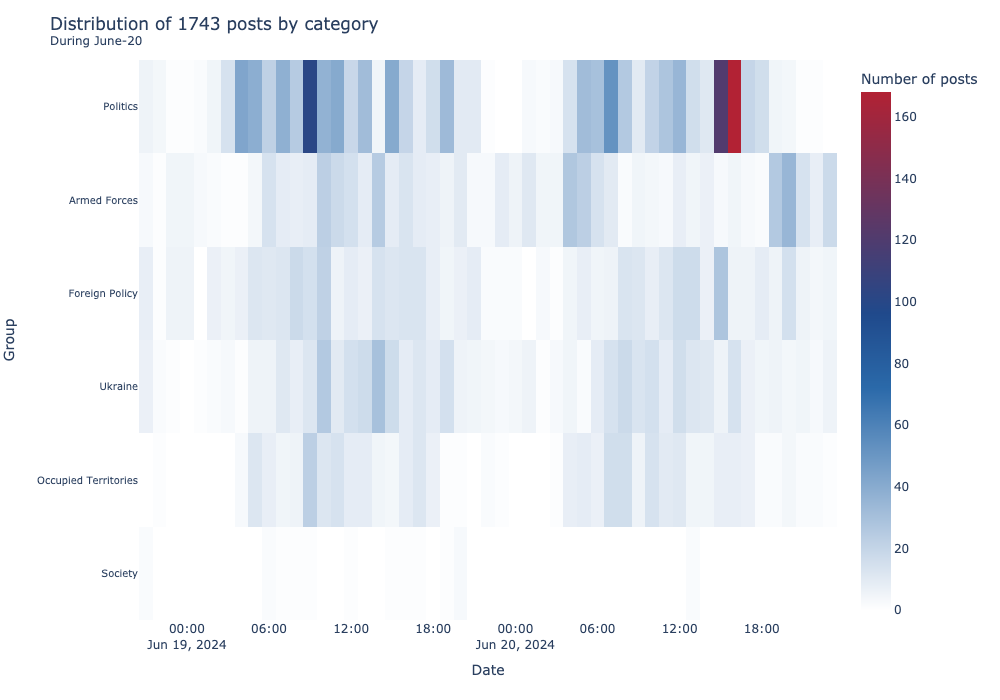 Distribution of 1743 posts by category
During June-20
Number of posts
Politics
Armed Forces
Foreign Policy
Ukraine
Occupied Territories
Society
Group
160
140
120
100
80
60
40
20
0
00:00 06:00 12:00 18:00 00:00 06:00 12:00 18:00
Jun 19, 2024 Jun 20, 2024
Date